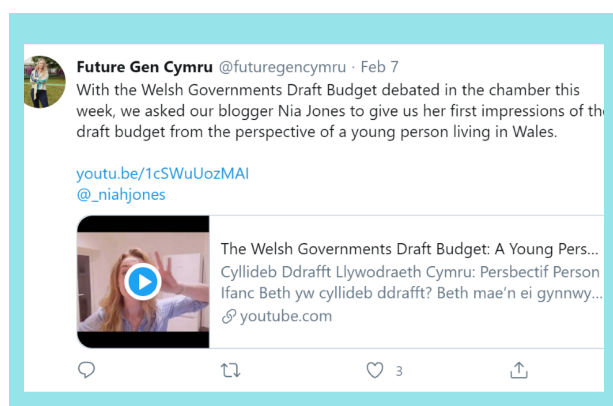 Future Gen Cymru @futuregencymru · Feb 7
With the Welsh Governments Draft Budget debated in the chamber this
week, we asked our blogger Nia Jones to give us her first impressions of the
draft budget from the perspective of a young person living in Wales.
youtu.be/1cSWuUozMAI
@_niahjones
The Welsh Governments Draft Budget: A Young Pers...
Cyllideb Ddrafft Llywodraeth Cymru: Persbectif Person
Ifanc Beth yw cyllideb ddrafft? Beth mae'n ei gynnwy...
youtube.com
3